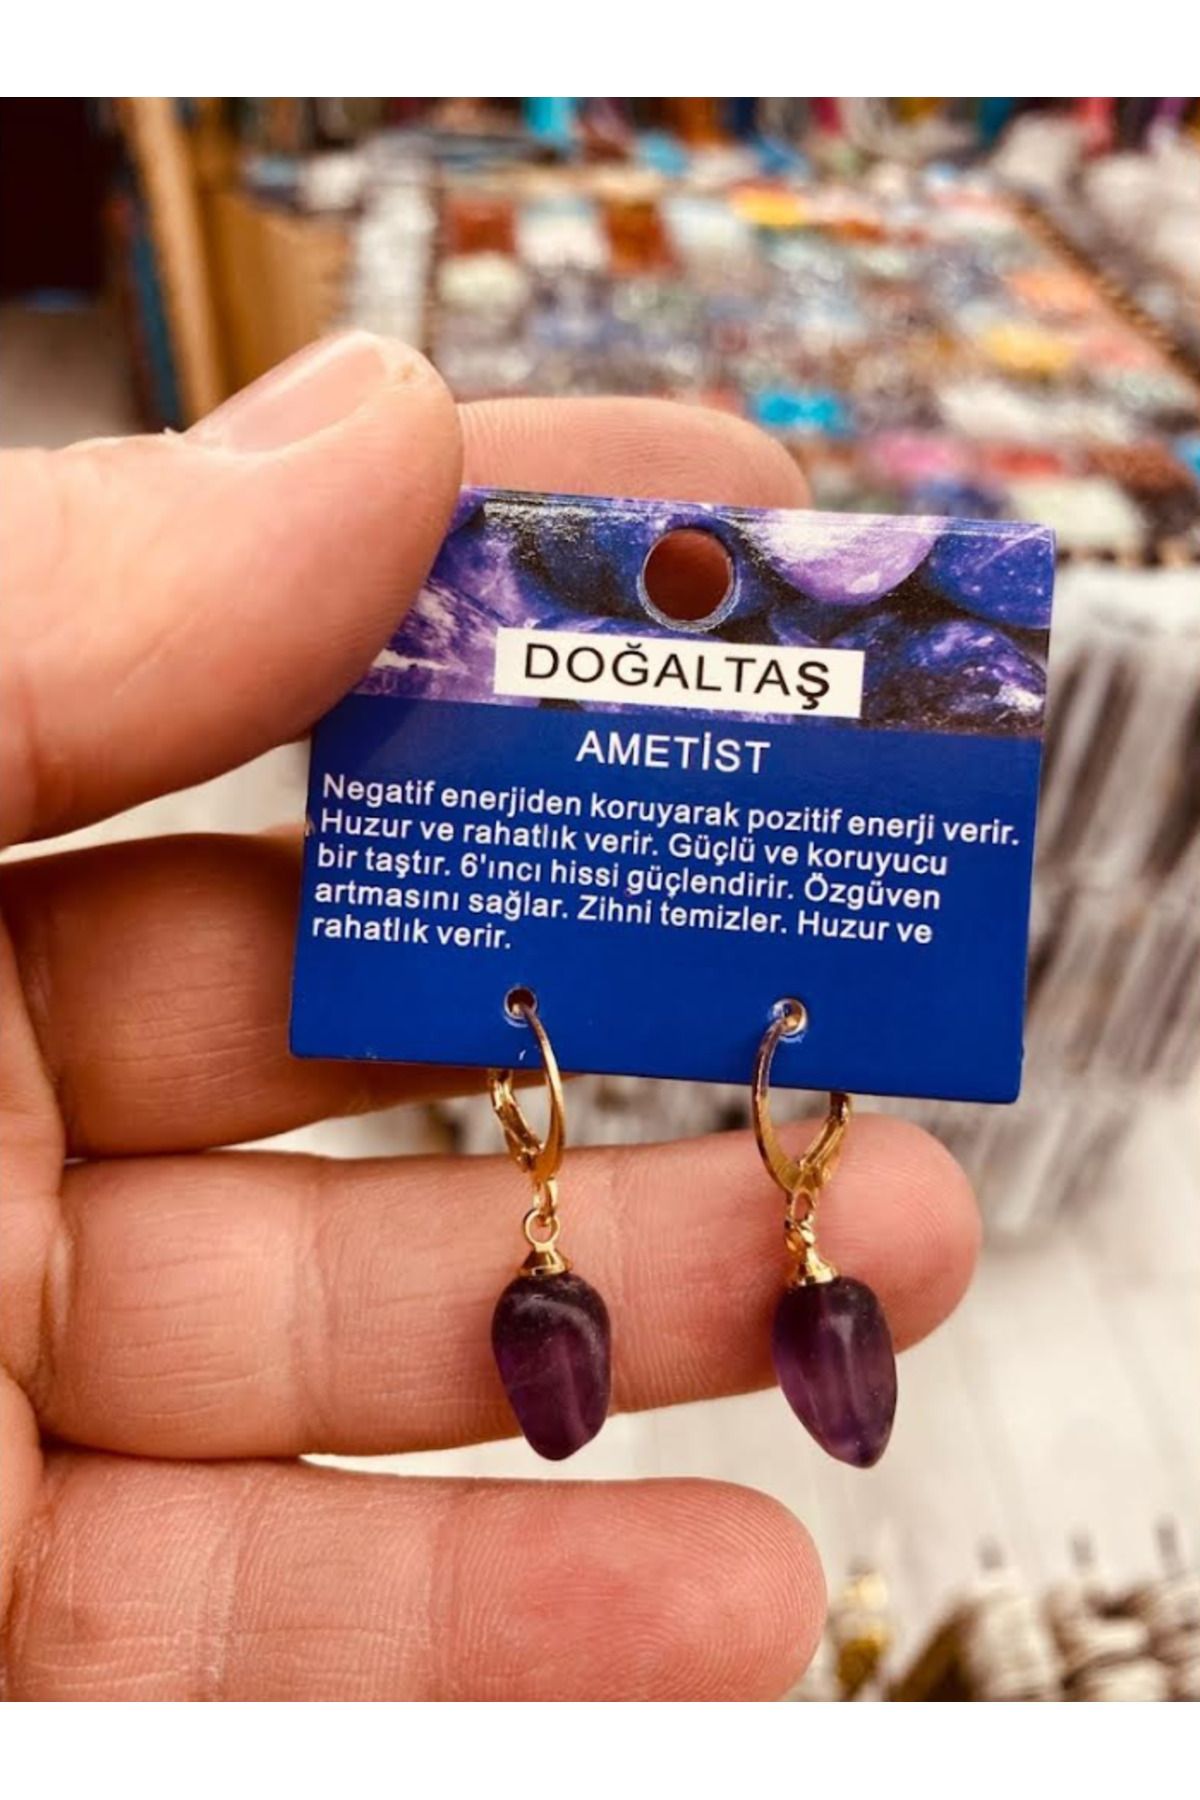 DOĞALTAŞ
AMETİST
Negatif enerjiden koruyarak pozitif enerji verir.
Huzur ve rahatlık verir. Güçlü ve koruyucu
bir taştır. 6'ıncı hissi güçlendirir. Özgüven
artmasını sağlar. Zihni temizler. Huzur ve
rahatlık verir.